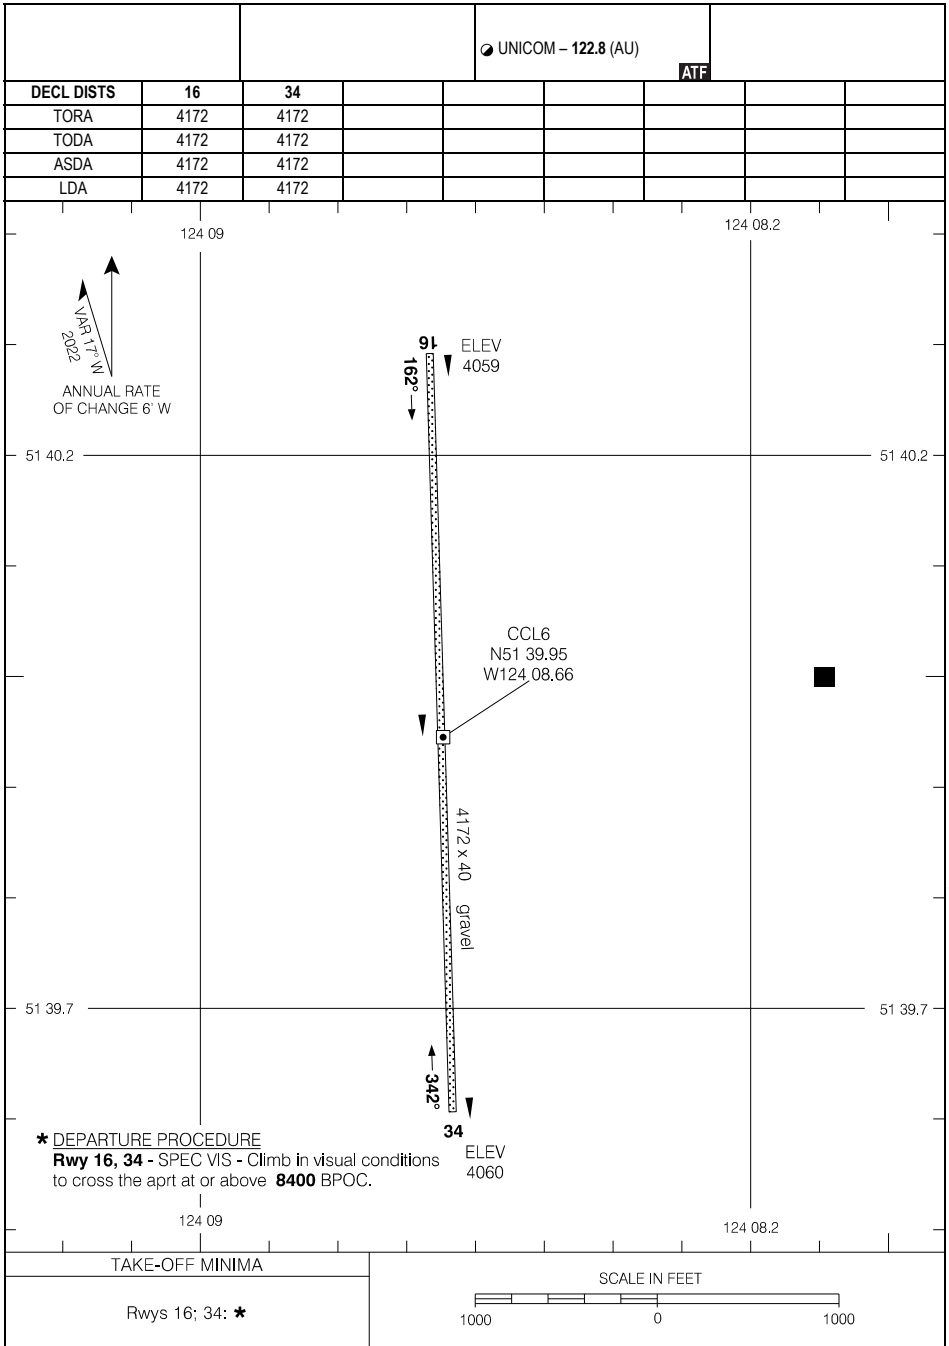 UNICOM – 122.8 (AU)
ATF
DECL DISTS 16 34
TORA 4172 4172
TODA 4172 4172
ASDA 4172 4172
LDA 4172 4172
124 09
124 08.2
VAR 17° W
2022
ANNUAL RATE
OF CHANGE 6' W
16
ELEV
4059
162°
51 40.2
51 40.2
CCL6
N51 39.95
W124 08.66
4172 x 40 gravel
51 39.7
51 39.7
342°
34
ELEV
4060
* DEPARTURE PROCEDURE
Rwy 16, 34 - SPEC VIS - Climb in visual conditions
to cross the aprt at or above 8400 BPOC.
124 09
124 08.2
TAKE-OFF MINIMA
Rwys 16; 34: *
SCALE IN FEET
1000 0 1000